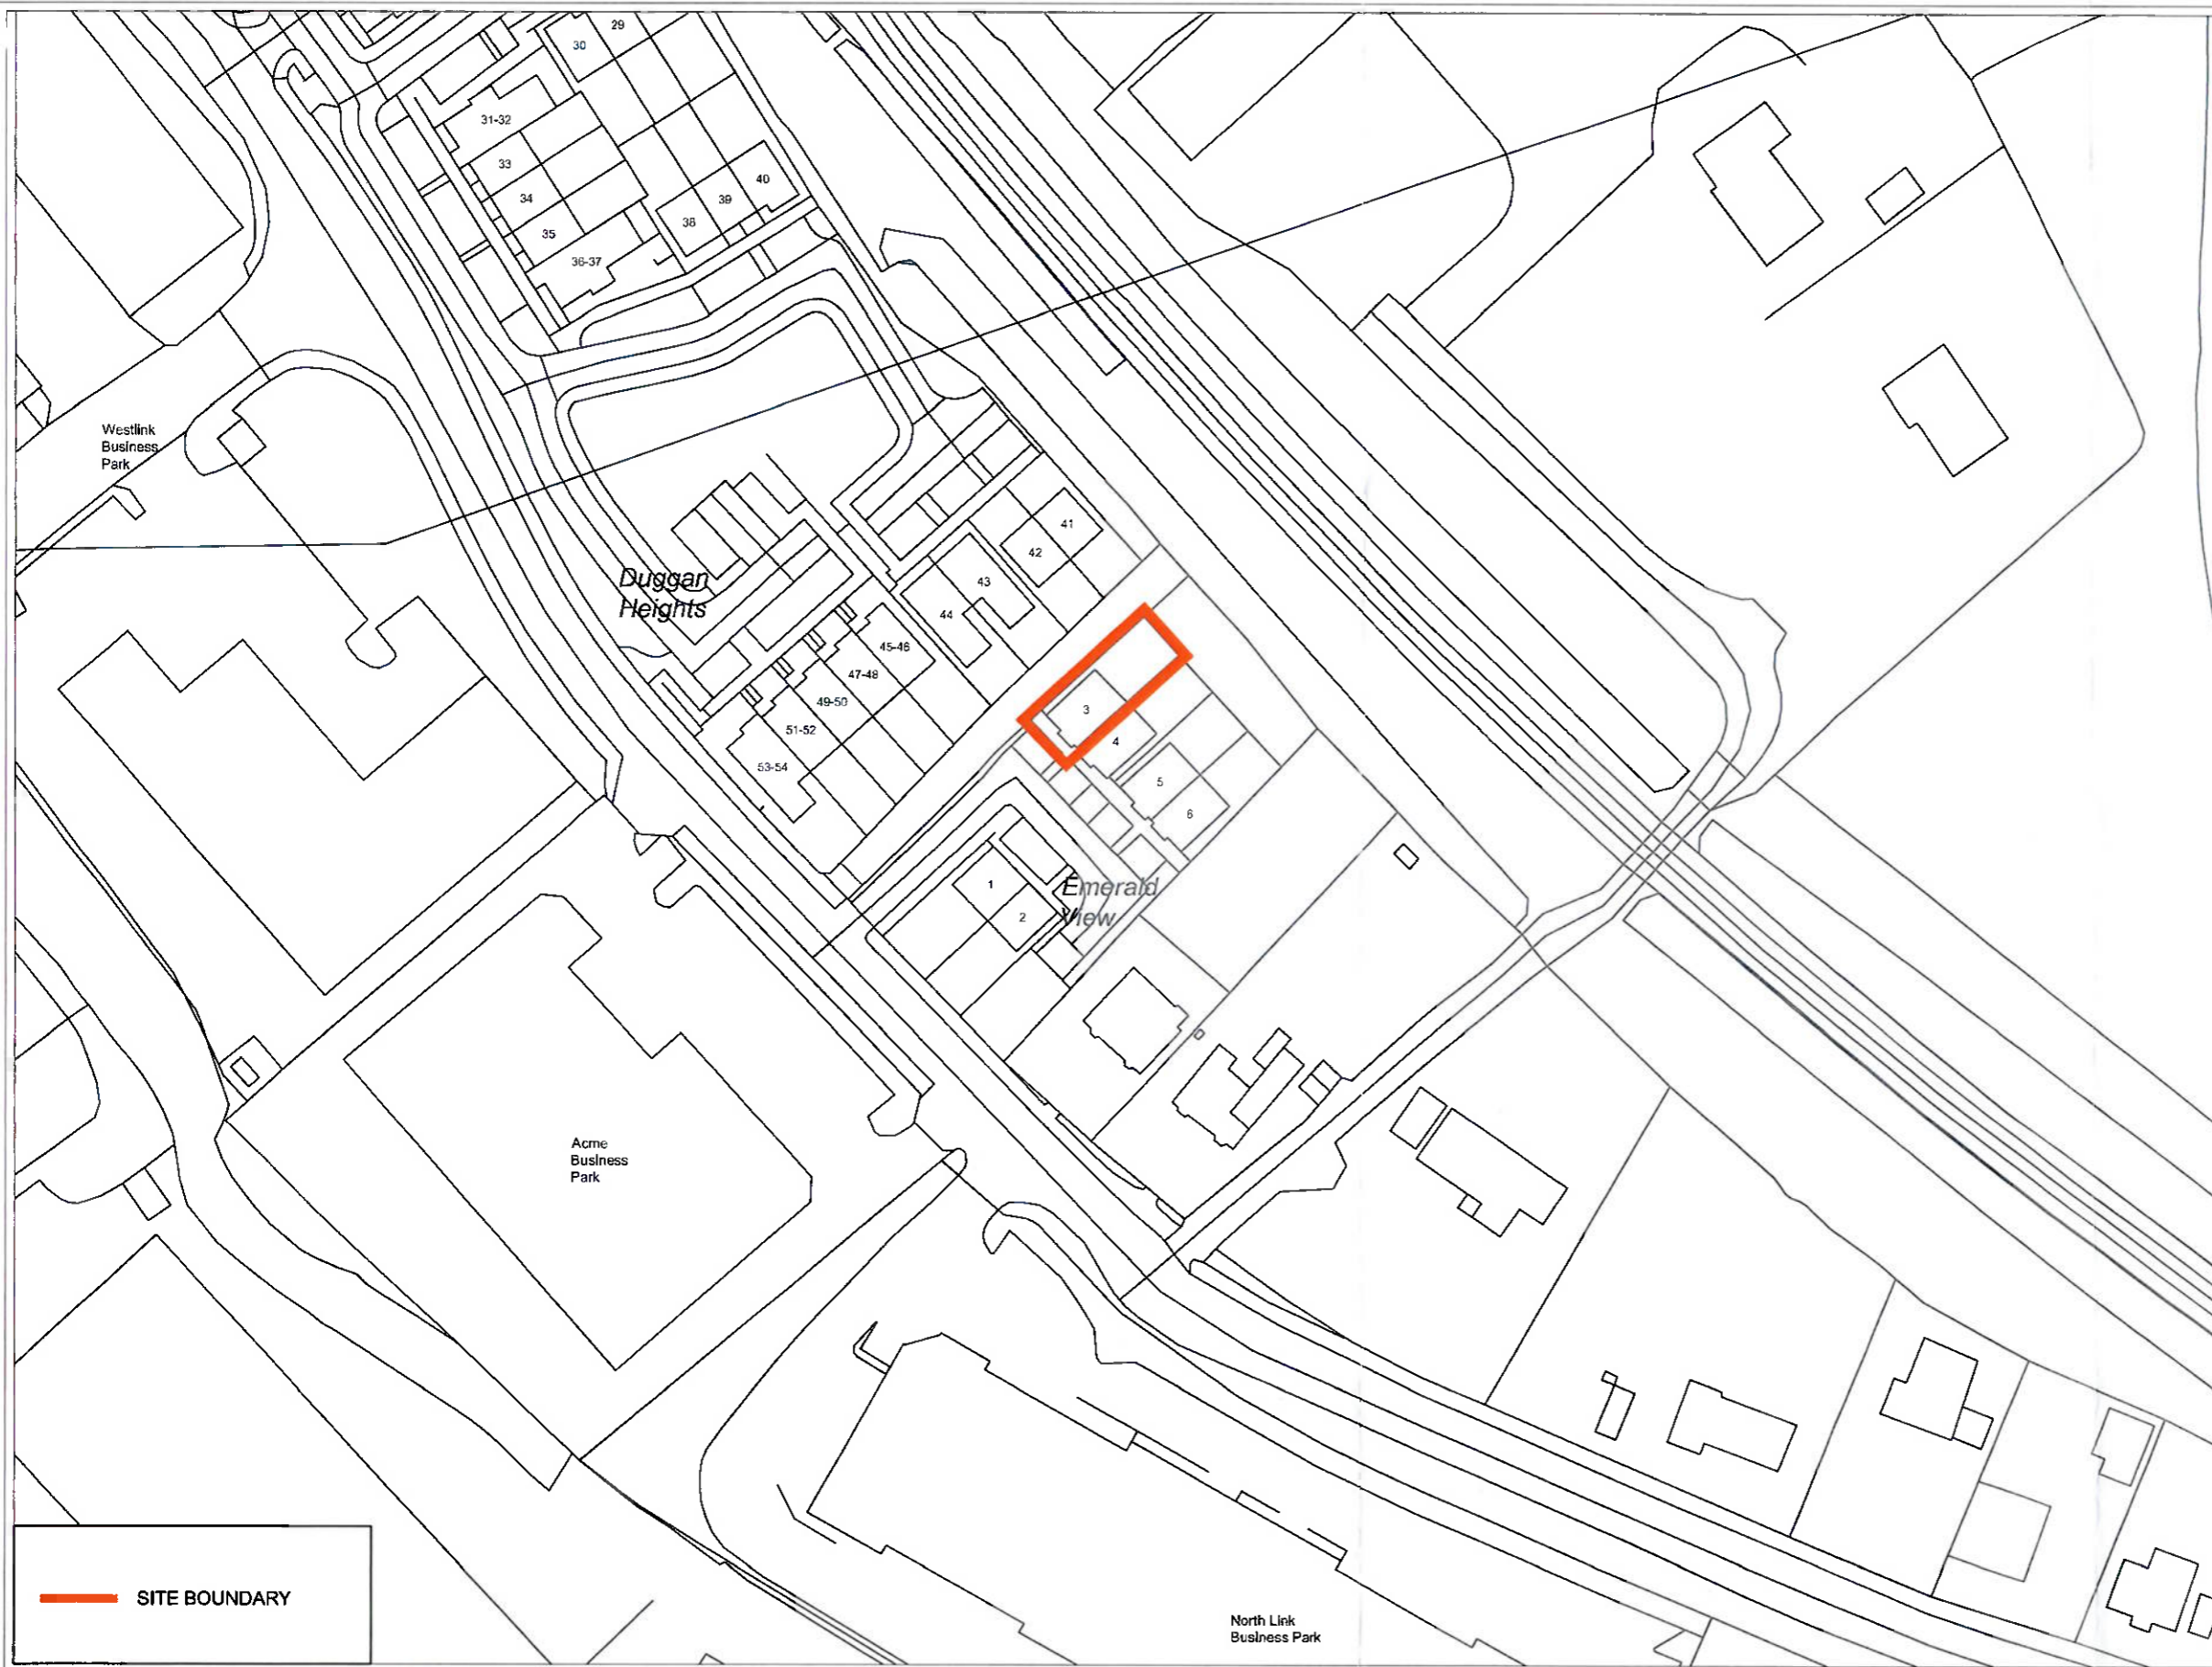 29
30
31-32
33
34
35
36-37
38
39
40
Westlink
Business
Park
41
42
43
44
Duggan
Heights
45-46
47-48
49-50
51-52
53-54
3
4
5
6
1
2
Emerald
View
Acme
Business
Park
SITE BOUNDARY
North Link
Business Park